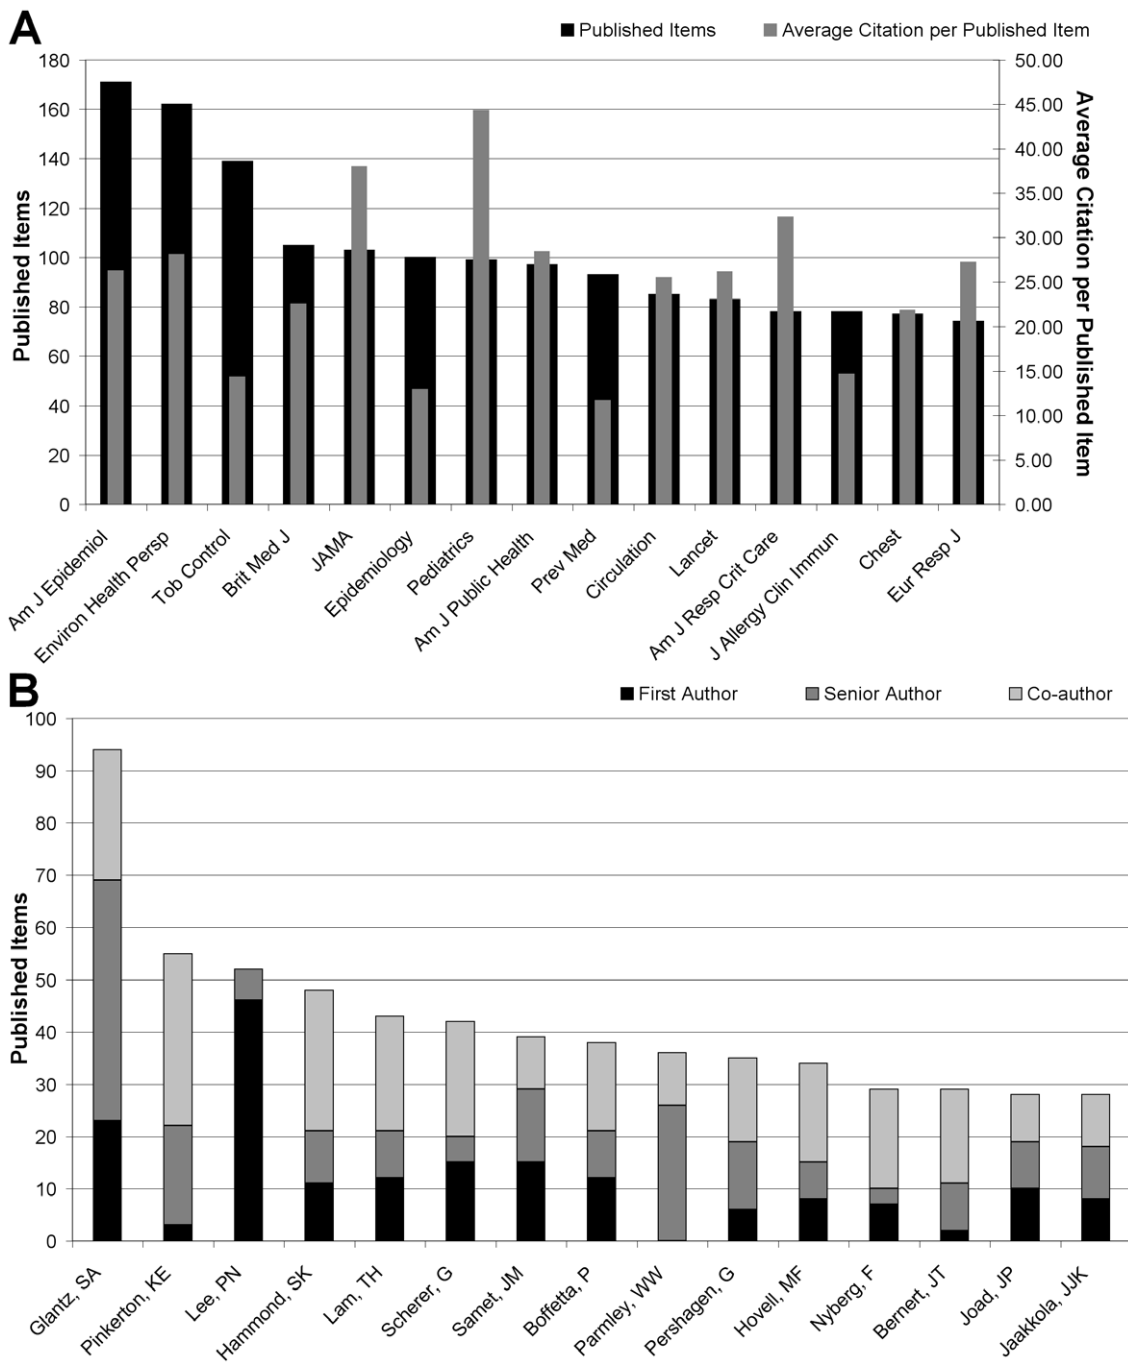 A
Published Items
Average Citation per Published Item
180
160
140
120
100
80
60
40
20
0
Published Items
50.00
45.00
40.00
35.00
30.00
25.00
20.00
15.00
10.00
5.00
0.00
Average Citation per Published Item
Am J Epidemiol
Environ Health Persp
Tob Control
Brit Med J
JAMA
Epidemiology
Pediatrics
Am J Public Health
Prev Med
Circulation
Lancet
Am J Resp Crit Care
J Allergy Clin Immun
Chest
Eur Resp J
B
First Author
Senior Author
Co-author
100
90
80
70
60
50
40
30
20
10
0
Published Items
Glantz, SA
Pinkerton, KE
Lee, PN
Hammond, SK
Lam, TH
Scherer, G
Samet, JM
Boffetta, P
Parmley, WW
Pershagen, G
Hovell, MF
Nyberg, F
Bernert, JT
Joad, JP
Jaakkola, JJK